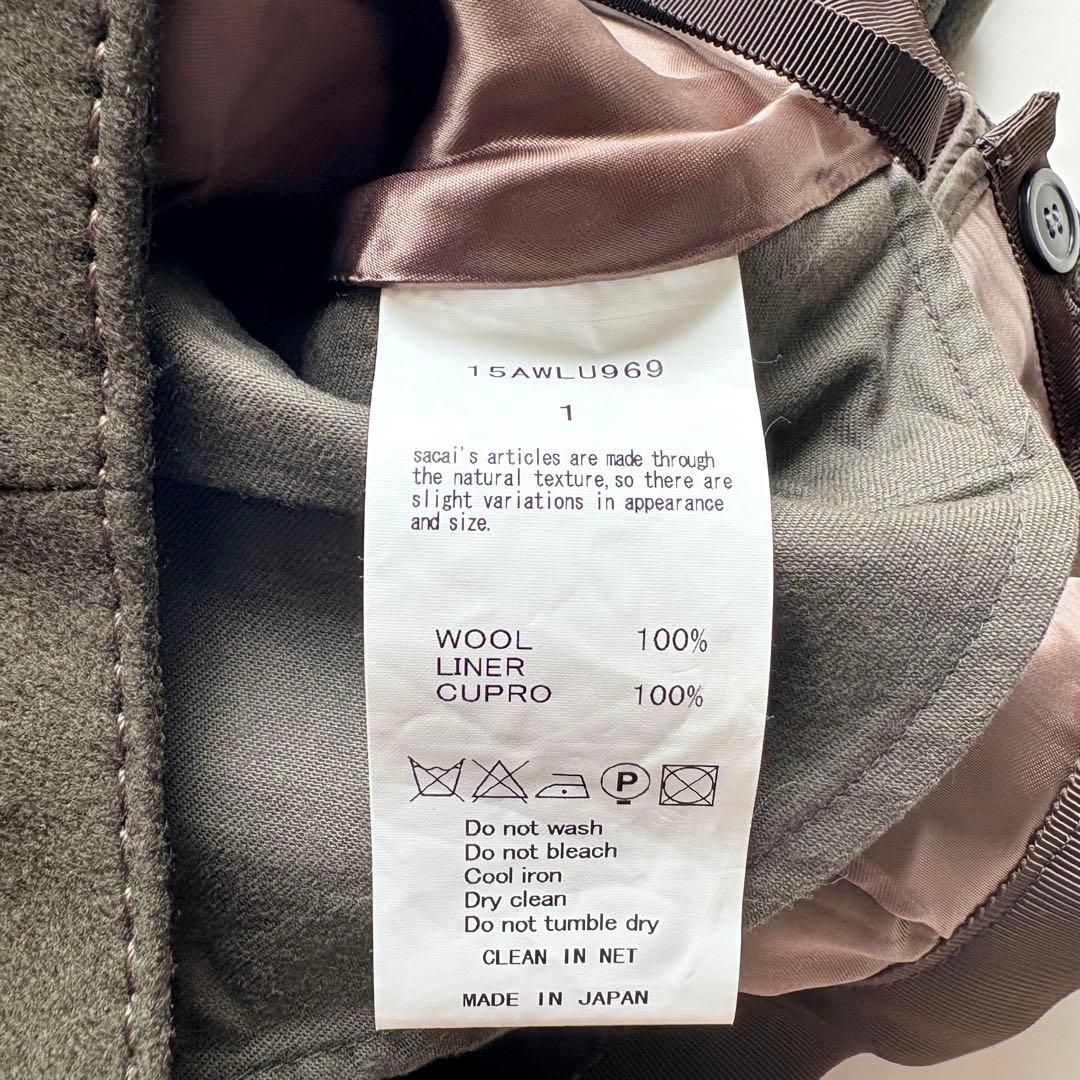 15AWLU969
1
sacai's articles are made through
the natural texture,so there are
slight variations in appearance
and size.
WOOL 100%
LINER
CUPRO 100%
P
Do not wash
Do not bleach
Cool iron
Dry clean
Do not tumble dry
CLEAN IN NET
MADE IN JAPAN